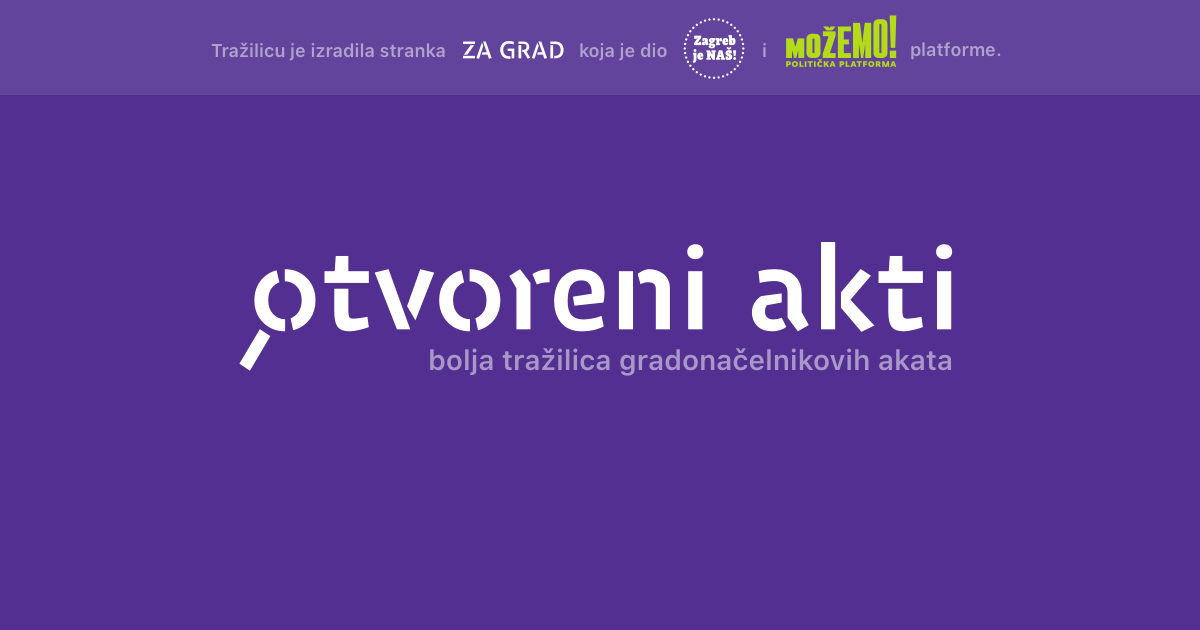 Tražilicu je izradila stranka ZA GRAD koja je dio Zagreb je NAŠ! i MOŽEMO! POLITIČKA PLATFORMA platforme.
otvoreni akti
bolja tražilica gradonačelnikovih akata